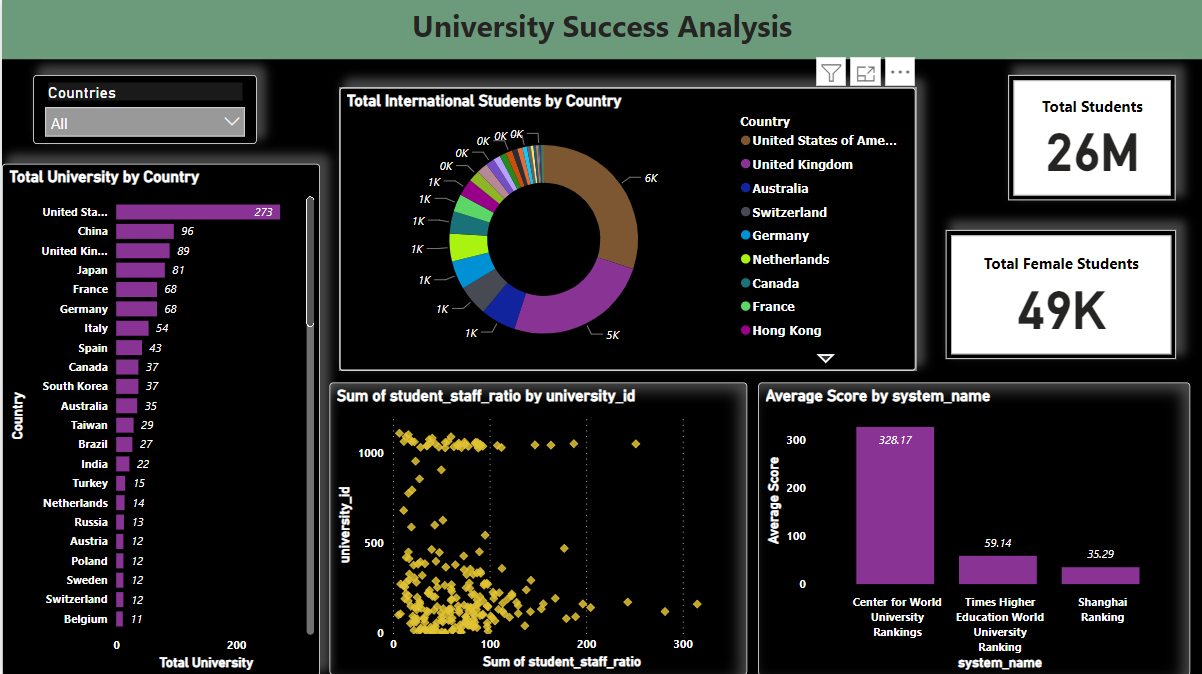 University Success Analysis
Countries
All
Total International Students by Country
0K
0K
0K
0K
0K
1K
1K
1K
1K
1K
1K
1K
5K
6K
Country
United States of Ame...
United Kingdom
Australia
Switzerland
Germany
Netherlands
Canada
France
Hong Kong
Total Students
26M
Total Female Students
49K
Total University by Country
Country
United Sta... 273
China 96
United Kin... 89
Japan 81
France 68
Germany 68
Italy 54
Spain 43
Canada 37
South Korea 37
Australia 35
Taiwan 29
Brazil 27
India 22
Turkey 15
Netherlands 14
Russia 13
Austria 12
Poland 12
Sweden 12
Switzerland 12
Belgium 11
0 200
Total University
Sum of student_staff_ratio by university_id
university_id
1000
500
0
0 100 200 300
Sum of student_staff_ratio
Average Score by system_name
Average Score
300
200
100
0
328.17
59.14
35.29
Center for World
University
Rankings
Times Higher
Education World
University
Ranking
Shanghai
Ranking
system_name